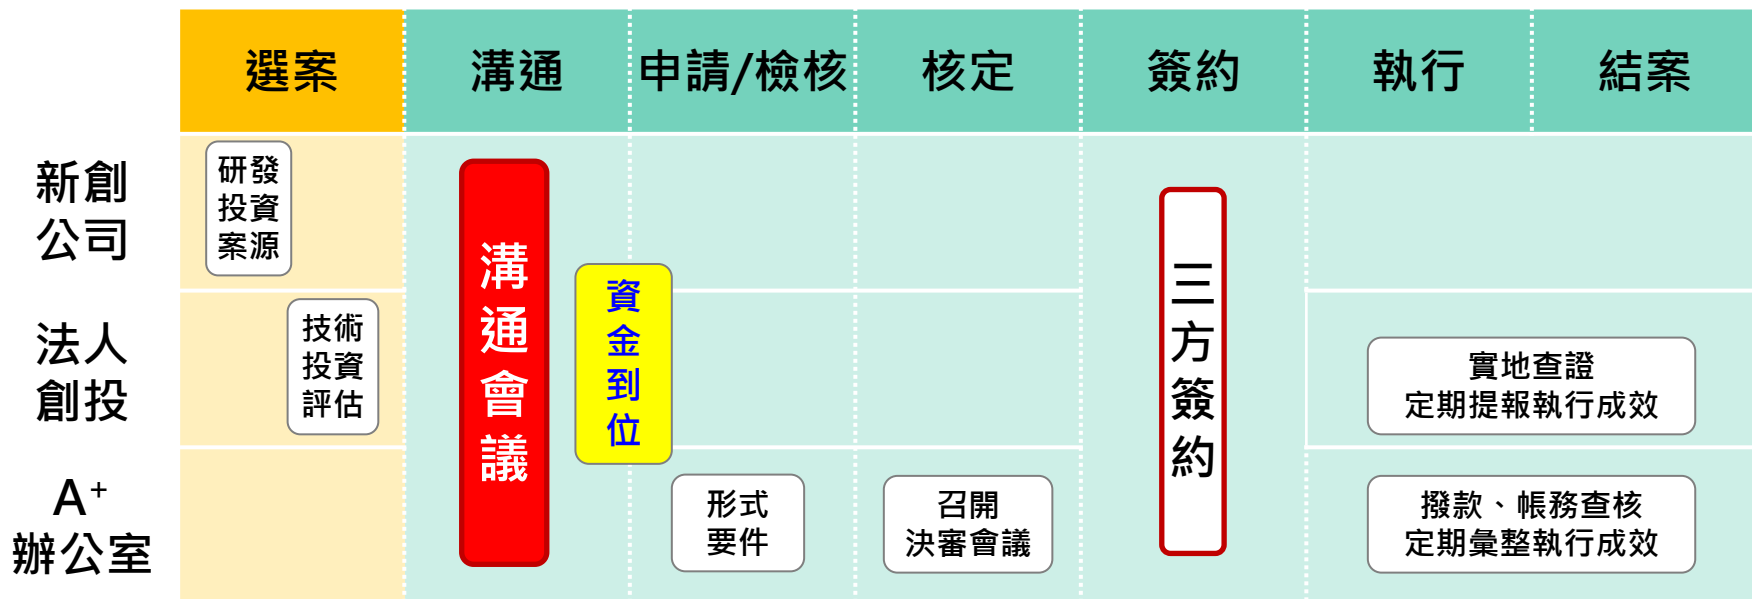 選案
溝通
申請/檢核
核定
簽約
執行
結案
新創
公司
研發
投資
案源
法人
創投
技術
投資
評估
A⁺
辦公室
溝
通
會
議
資
金
到
位
形式
要件
召開
決審會議
三
方
簽
約
實地查證
定期提報執行成效
撥款、帳務查核
定期彙整執行成效